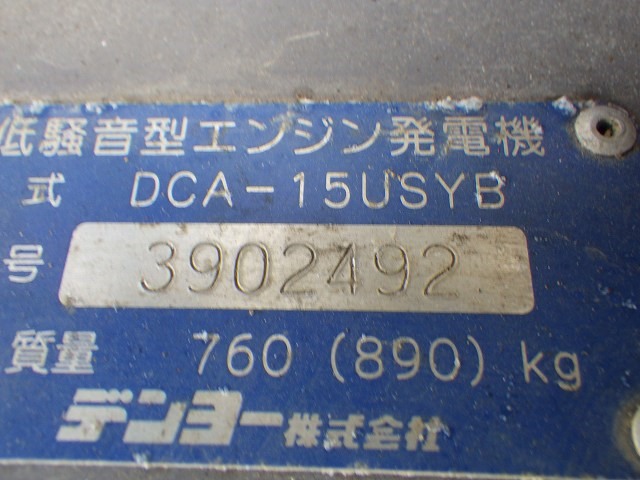 低騒音型エンジン発電機
式 DCA-15USYB
号 3902492
質量 760 (890) kg
デンヨー株式会社